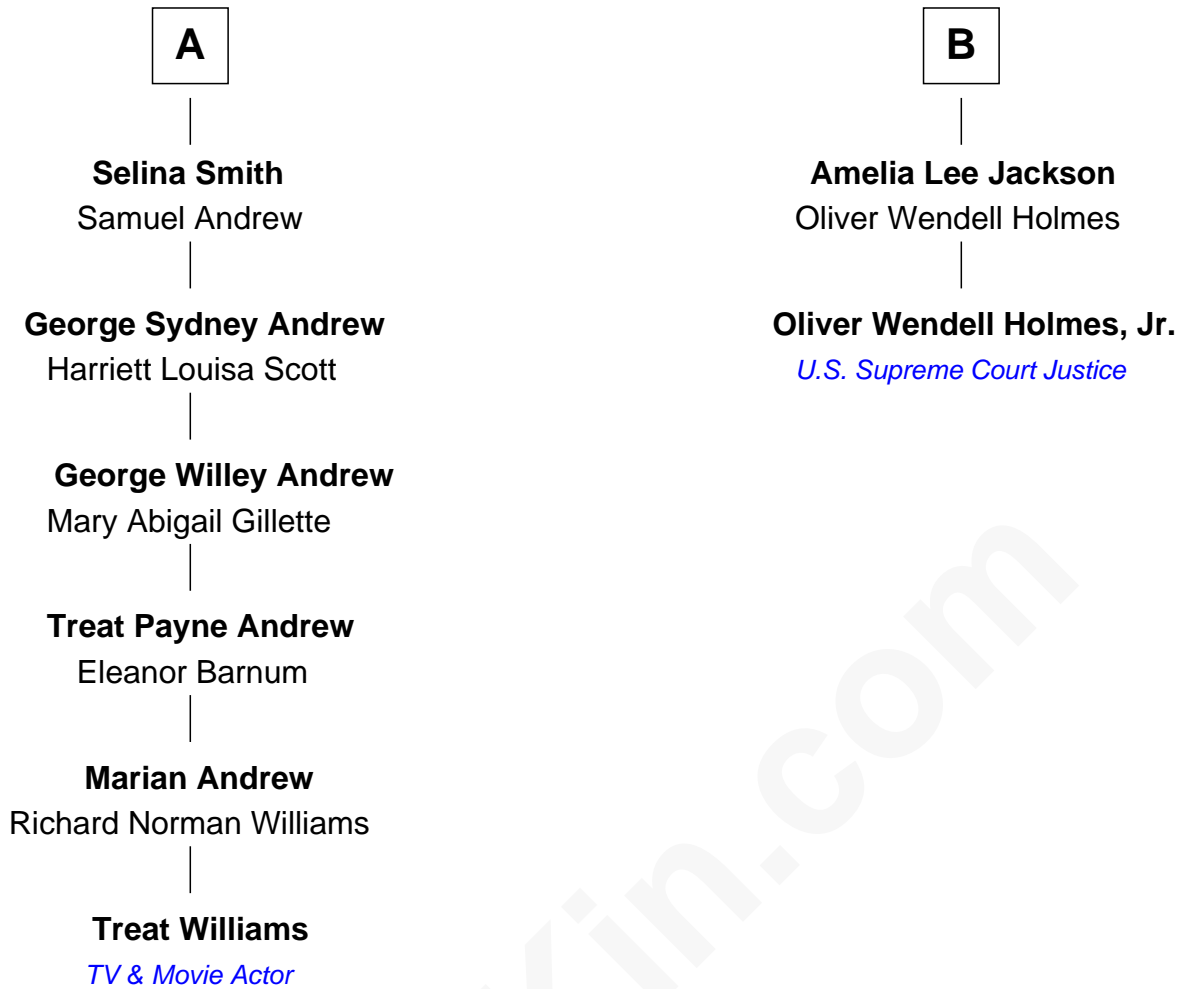 A
Selina Smith
Samuel Andrew
George Sydney Andrew
Harriett Louisa Scott
George Willey Andrew
Mary Abigail Gillette
Treat Payne Andrew
Eleanor Barnum
Marian Andrew
Richard Norman Williams
Treat Williams
TV & Movie Actor
B
Amelia Lee Jackson
Oliver Wendell Holmes
Oliver Wendell Holmes, Jr.
U.S. Supreme Court Justice
in.com